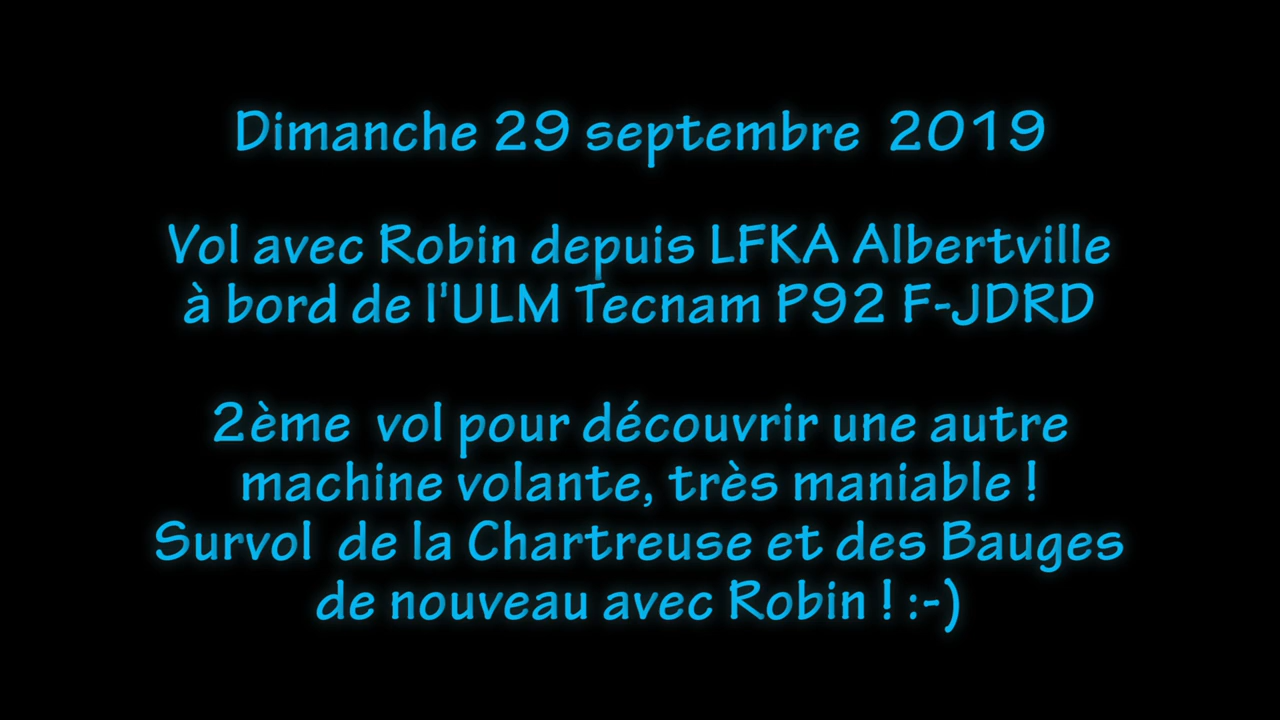 Dimanche 29 septembre 2019
Vol avec Robin depuis LFKA Albertville
à bord de l'ULM Tecnam P92 F-JDRD
2ème vol pour découvrir une autre
machine volante, très maniable !
Survol de la Chartreuse et des Bauges
de nouveau avec Robin ! :-)